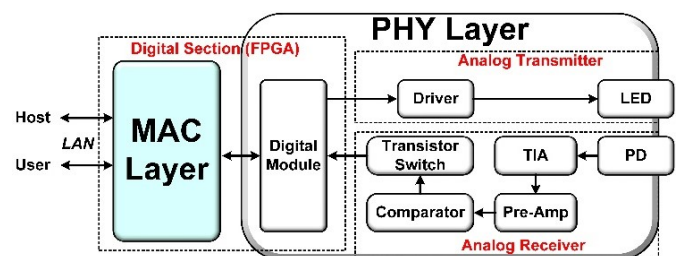 PHY Layer
Digital Section (FPGA)
Analog Transmitter
Driver
LED
Host
LAN
User
MAC
Layer
Digital
Module
Transistor
Switch
TIA
PD
Comparator
Pre-Amp
Analog Receiver